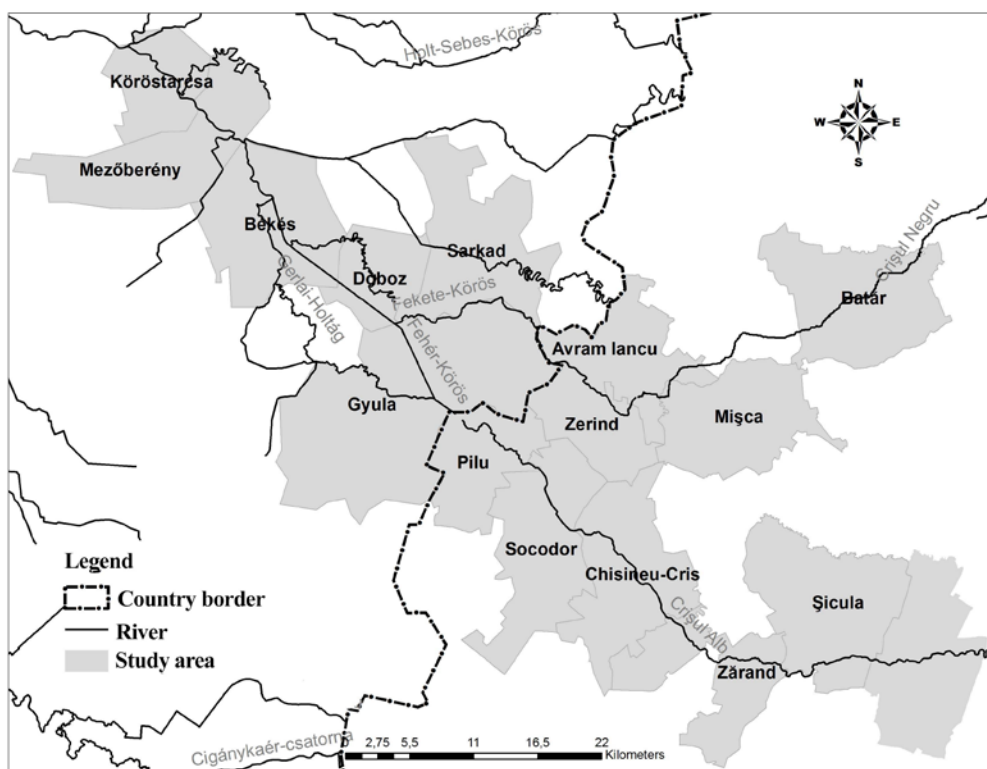 Holt-Sebes-Körös
Köröstarcsa
N
W E
S
Mezőberény
Békés
Crişul Negru
Sarkad
Doboz
Gerlai-Holtág
Fekete-Körös
Batăr
Fehér-Körös
Avram Iancu
Gyula
Zerind
Mişca
Pilu
Socodor
Legend
Chisineu-Cris
Country border
Şicula
River
Crişul Alb
Study area
Zărand
Cigánykaér-csatorna
0 2,75 5,5 11 16,5 22
Kilometers